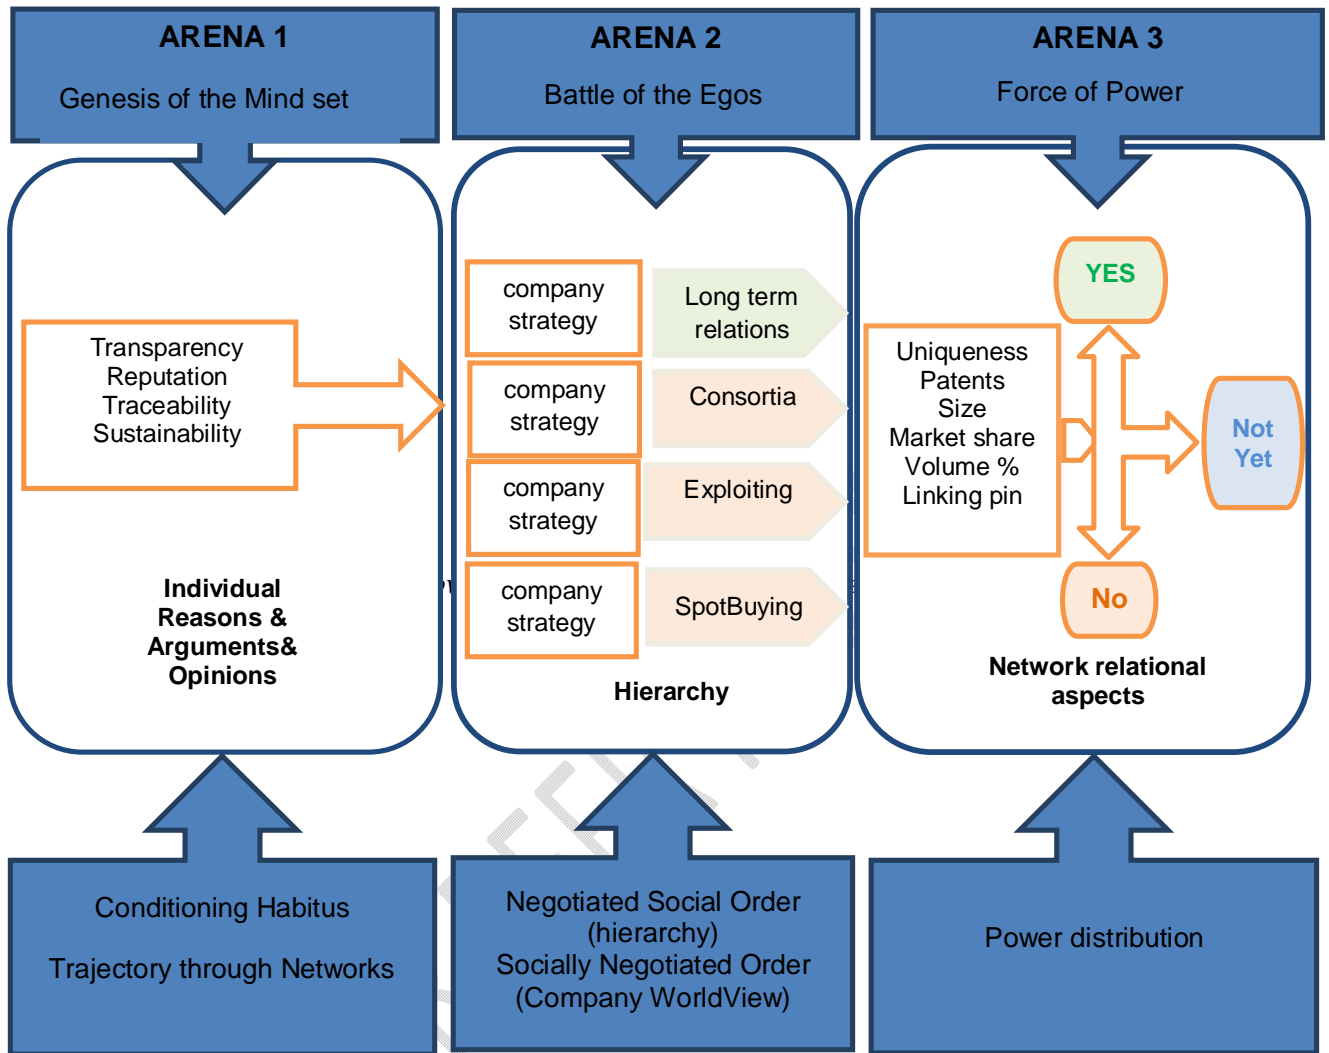 ARENA 1
Genesis of the Mind set
ARENA 2
Battle of the Egos
ARENA 3
Force of Power
Transparency
Reputation
Traceability
Sustainability
Individual
Reasons &
Arguments&
Opinions
company
strategy
Long term
relations
company
strategy
Consortia
company
strategy
Exploiting
company
strategy
SpotBuying
Hierarchy
Uniqueness
Patents
Size
Market share
Volume %
Linking pin
YES
Not
Yet
No
Network relational
aspects
Conditioning Habitus
Trajectory through Networks
Negotiated Social Order
(hierarchy)
Socially Negotiated Order
(Company WorldView)
Power distribution